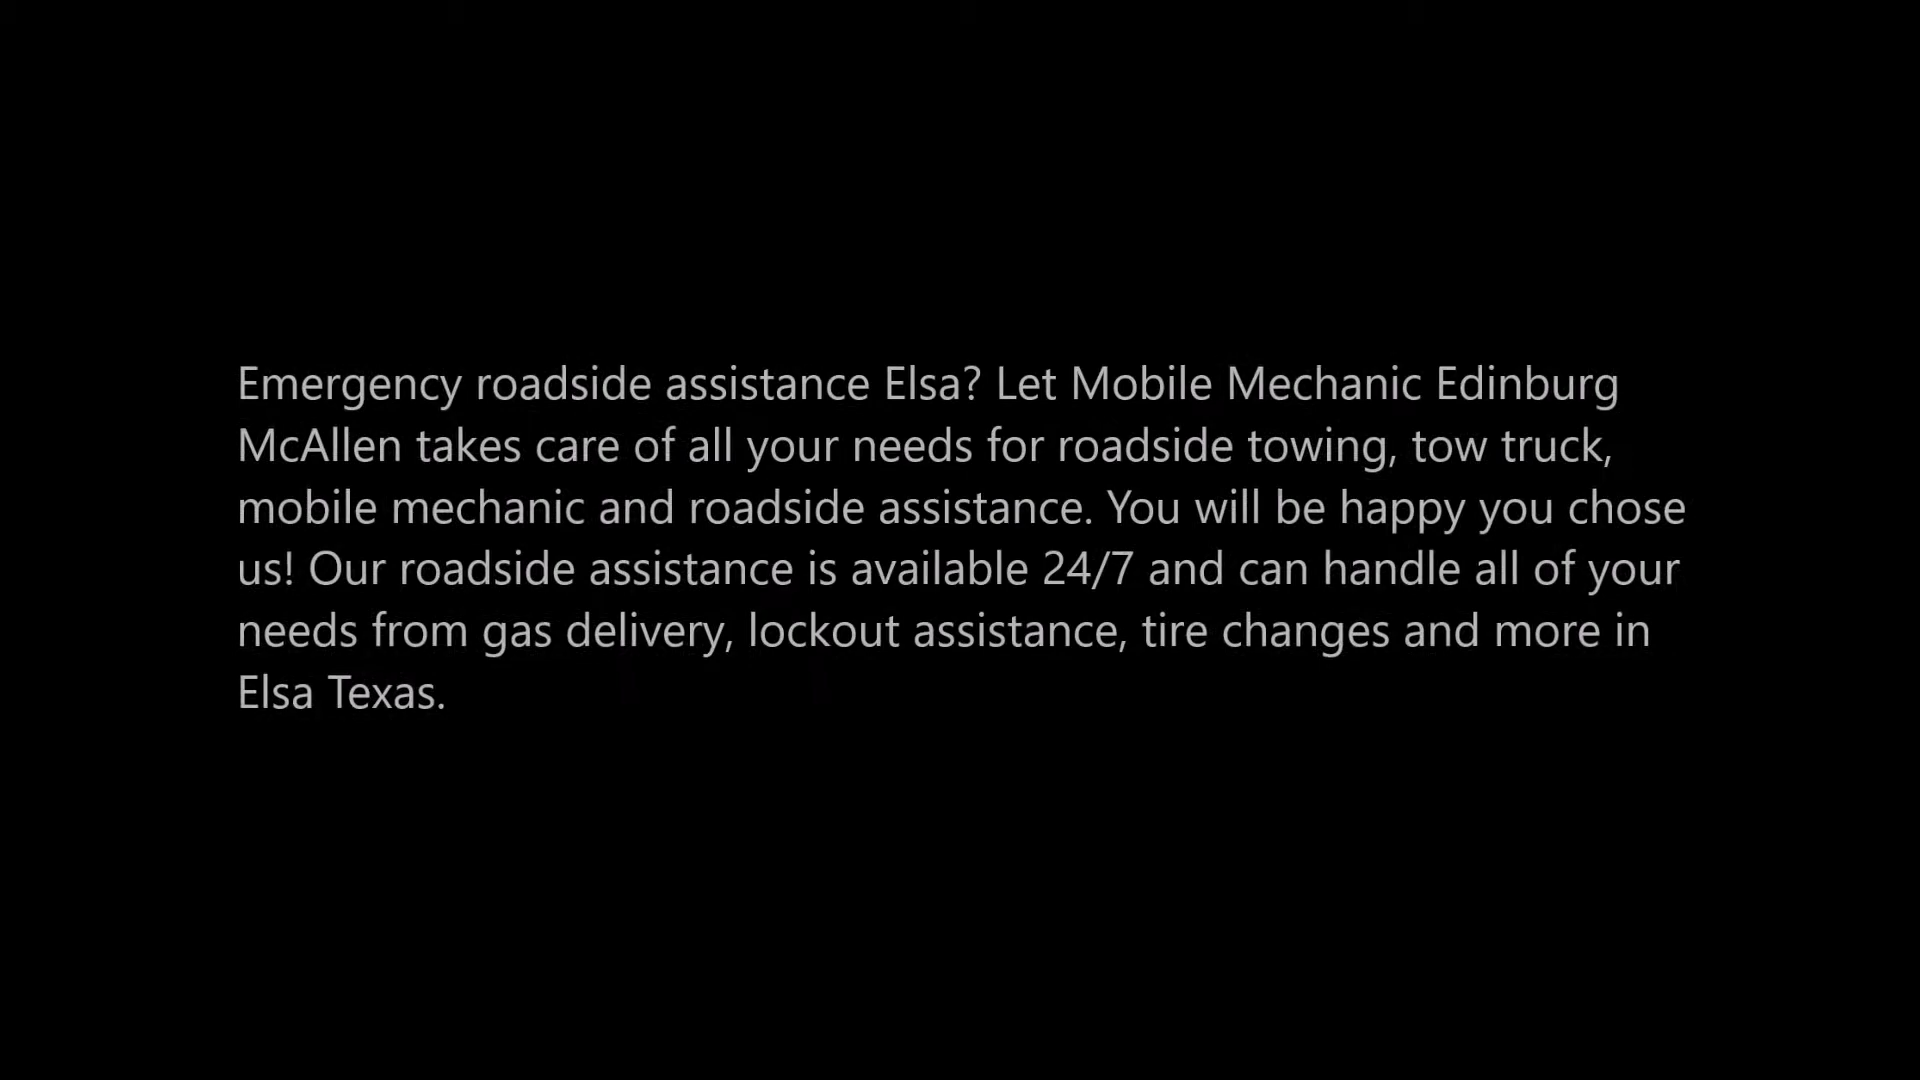 Emergency roadside assistance Elsa? Let Mobile Mechanic Edinburg
McAllen takes care of all your needs for roadside towing, tow truck,
mobile mechanic and roadside assistance. You will be happy you chose
us! Our roadside assistance is available 24/7 and can handle all of your
needs from gas delivery, lockout assistance, tire changes and more in
Elsa Texas.